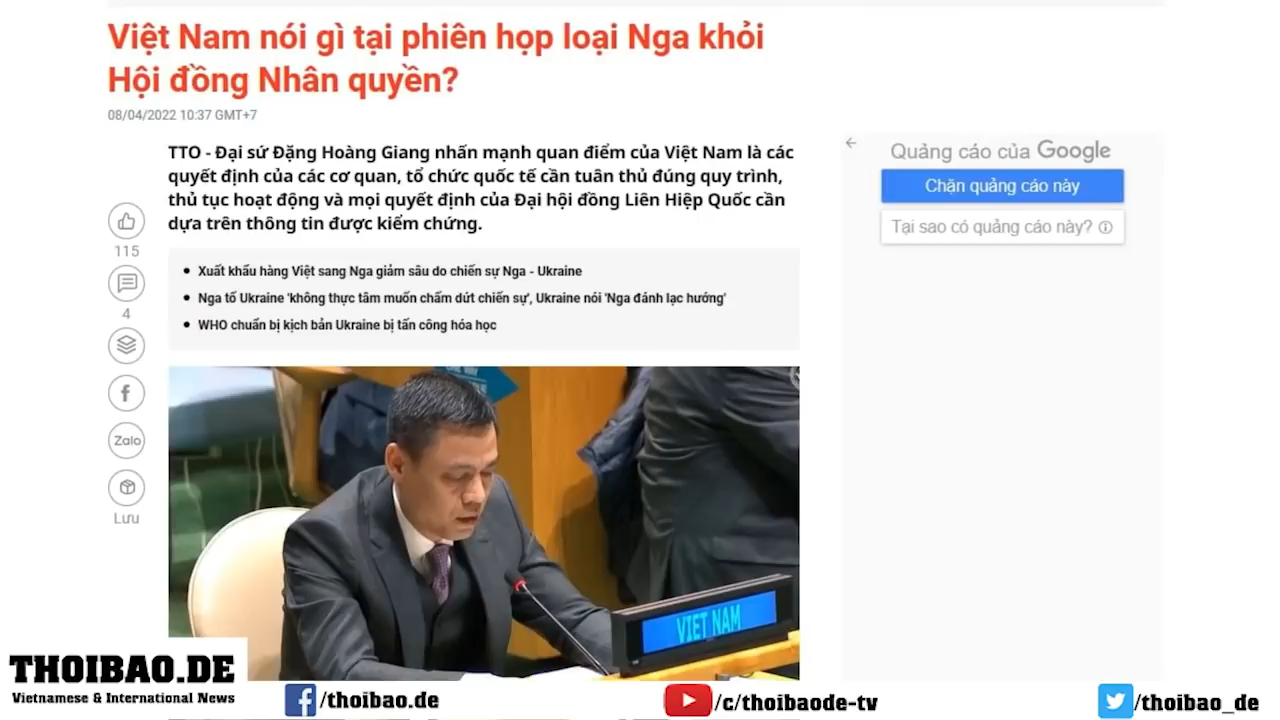 Việt Nam nói gì tại phiên họp loại Nga khỏi
Hội đồng Nhân quyền?
08/04/2022 10:37 GMT+7
TTO - Đại sứ Đặng Hoàng Giang nhấn mạnh quan điểm của Việt Nam là các
quyết định của các cơ quan, tổ chức quốc tế cần tuân thủ đúng quy trình,
thủ tục hoạt động và mọi quyết định của Đại hội đồng Liên Hiệp Quốc cần
dựa trên thông tin được kiểm chứng.
115
4
Zalo
Lưu
Xuất khẩu hàng Việt sang Nga giảm sâu do chiến sự Nga - Ukraine
Nga tố Ukraine 'không thực tâm muốn chấm dứt chiến sự', Ukraine nói 'Nga đánh lạc hướng'
WHO chuẩn bị kịch bản Ukraine bị tấn công hóa học
Quảng cáo của Google
Chặn quảng cáo này
Tại sao có quảng cáo này?
VIET NAM
THOIBAO.DE
Vietnamese & International News
/thoibao.de
/c/thoibaode-tv
/thoibao_de